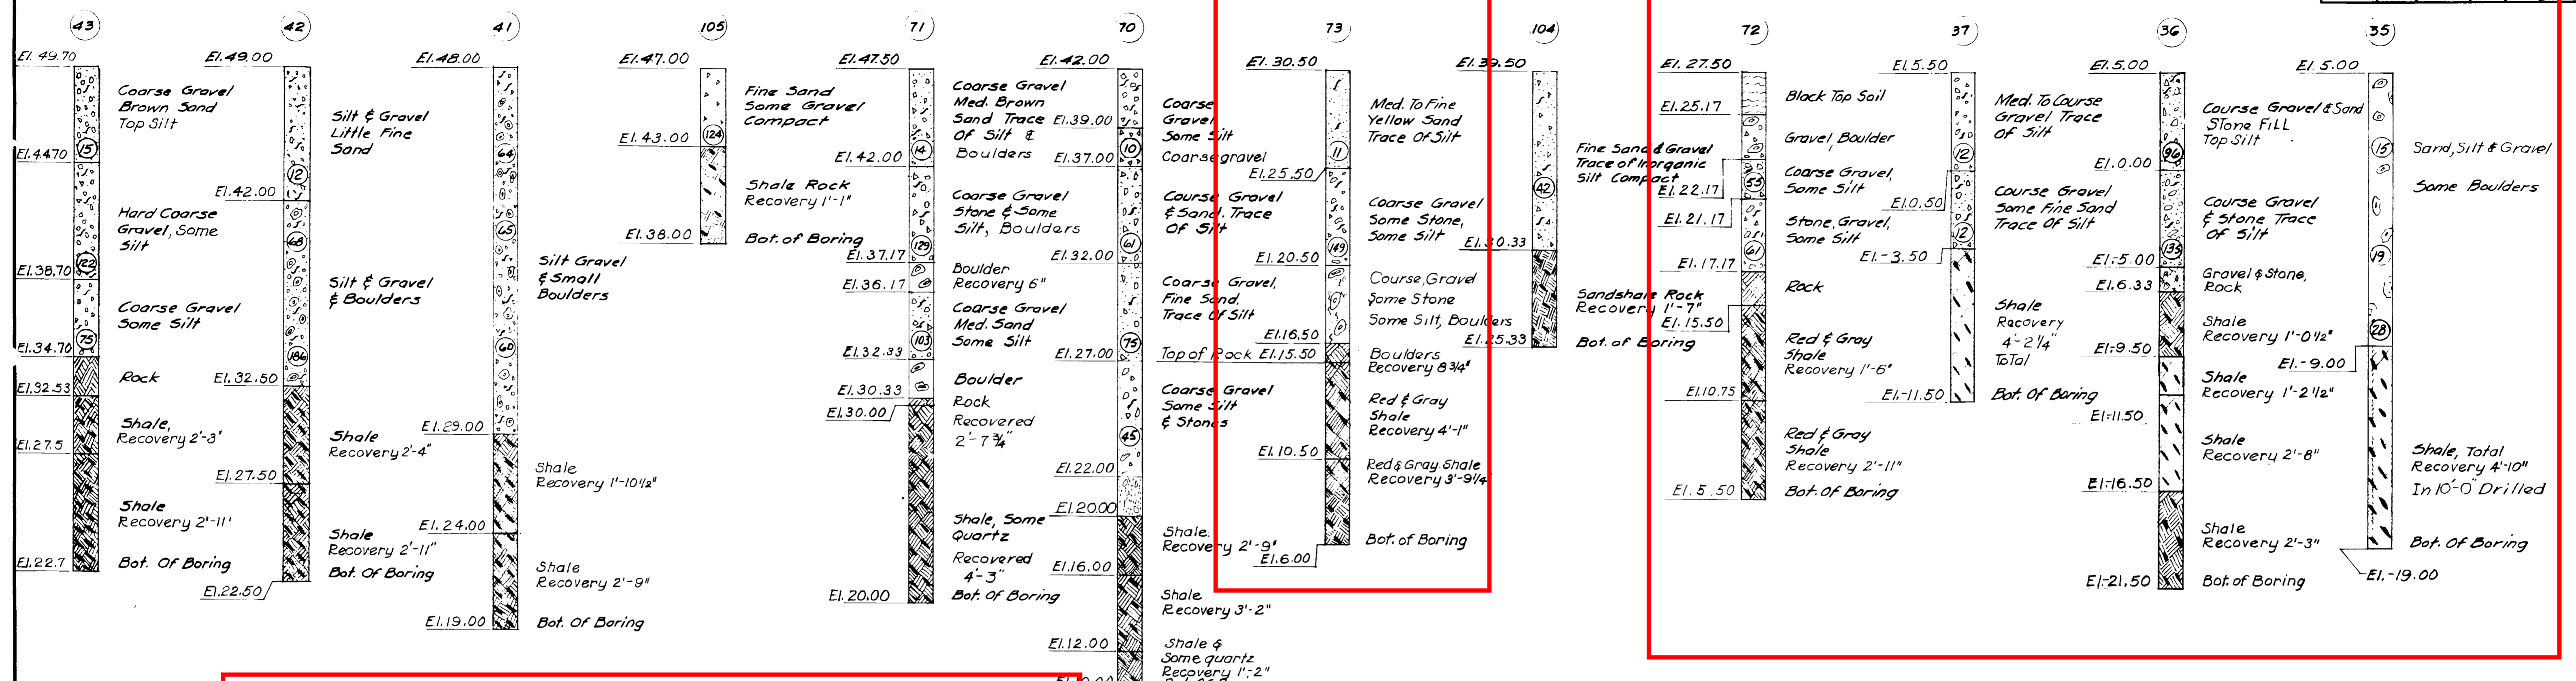 43
El. 49.70
Coarse Gravel
Brown Sand
Top Silt
15
El.4470
Hard Coarse
Gravel, Some
Silt
122
El.38.70
Coarse Gravel
Some Silt
75
El.34.70
Rock
El.32.53
Shale,
Recovery 2'-3"
El.27.5
Shale
Recovery 2'-11'
El.22.7
Bot. Of Boring
42
El.49.00
Silt & Gravel
Little Fine
Sand
12
El.42.00
68
Silt & Gravel
& Boulders
186
El.32.50
Shale
Recovery 2'-4"
El.27.50
Shale
Recovery 2'-11"
Bot. Of Boring
El.22.50
41
El.48.00
64
65
Silt Gravel
& Small
Boulders
60
El.29.00
Shale
Recovery 1'-10½"
El.24.00
Shale
Recovery 2'-9"
El.19.00
Bot. Of Boring
105
El.47.00
Fine Sand
Some Gravel
Compact
124
El.43.00
Shale Rock
Recovery 1'-1"
El.38.00
Bot. of Boring
71
El.47.50
Coarse Gravel
Med. Brown
Sand Trace
Of Silt &
Boulders
14
El.42.00
Coarse Gravel
Stone & Some
Silt, Boulders
129
El.37.17
Boulder
Recovery 6"
El.36.17
Coarse Gravel
Med. Sand
Some Silt
103
El.32.33
Boulder
El.30.33
Rock
El.30.00
Recovered
2'-7¾"
Shale, Some
Quartz
Recovered
4'-3"
El.20.00
Bot. Of Boring
70
El.42.00
Coarse
Gravel
Some Silt
El.39.00
10
Coarse gravel
El.37.00
Course Gravel
& Sand. Trace
Of Silt
61
El.32.00
Coarse Gravel,
Fine Sand,
Trace Of Silt
75
El.27.00
Top of Rock
Coarse Gravel
Some Silt
& Stones
45
El.22.00
El.20.00
Shale.
Recovery 2'-9"
El.16.00
Shale
Recovery 3'-2"
El.12.00
Shale &
Some quartz
Recovery 1'-2"
73
El.30.50
Med. To Fine
Yellow Sand
Trace Of Silt
11
El.25.50
Coarse Gravel
Some Stone,
Some Silt
149
El.20.50
Course, Gravel
Some Stone
Some Silt, Boulders
El.16.50
El.15.50
Boulders
Recovery 8¾"
Red & Gray
Shale
Recovery 4'-1"
El.10.50
Red & Gray Shale
Recovery 3'-9¼
Bot. of Boring
El.6.00
104
El.39.50
Fine Sand & Gravel
Trace of Inorganic
Silt Compact
42
El.30.33
Sandshale Rock
Recovery 1'-7"
El.25.33
Bot. of Boring
72
El.27.50
Black Top Soil
El.25.17
Gravel, Boulder
Coarse Gravel,
Some Silt
55
El.22.17
El.21.17
Stone, Gravel,
Some Silt
61
El.17.17
Rock
El.15.50
Red & Gray
Shale
Recovery 1'-6"
El.10.75
Red & Gray
Shale
Recovery 2'-11"
El.5.50
Bot. Of Boring
37
El.5.50
Med. To Course
Gravel Trace
Of Silt
12
El.0.50
Course Gravel
Some Fine Sand
Trace Of Silt
12
El.-3.50
Shale
Recovery
4'-2¼"
Total
El.-11.50
Bot. Of Boring
36
El.5.00
Course Gravel & Sand
Stone Fill
Top Silt
96
El.0.00
Course Gravel
& Stone Trace
Of Silt
135
El.-5.00
Gravel & Stone,
Rock
El.6.33
Shale
Recovery 1'-0½"
El.-9.50
Shale
Recovery 1'-2½"
El.-11.50
Shale
Recovery 2'-8"
El.-16.50
Shale
Recovery 2'-3"
El.-21.50
Bot. of Boring
35
El.5.00
15
Sand, Silt & Gravel
Some Boulders
19
28
El.-9.00
Shale, Total
Recovery 4'-10"
In 10'-0" Drilled
Bot. Of Boring
El.-19.00